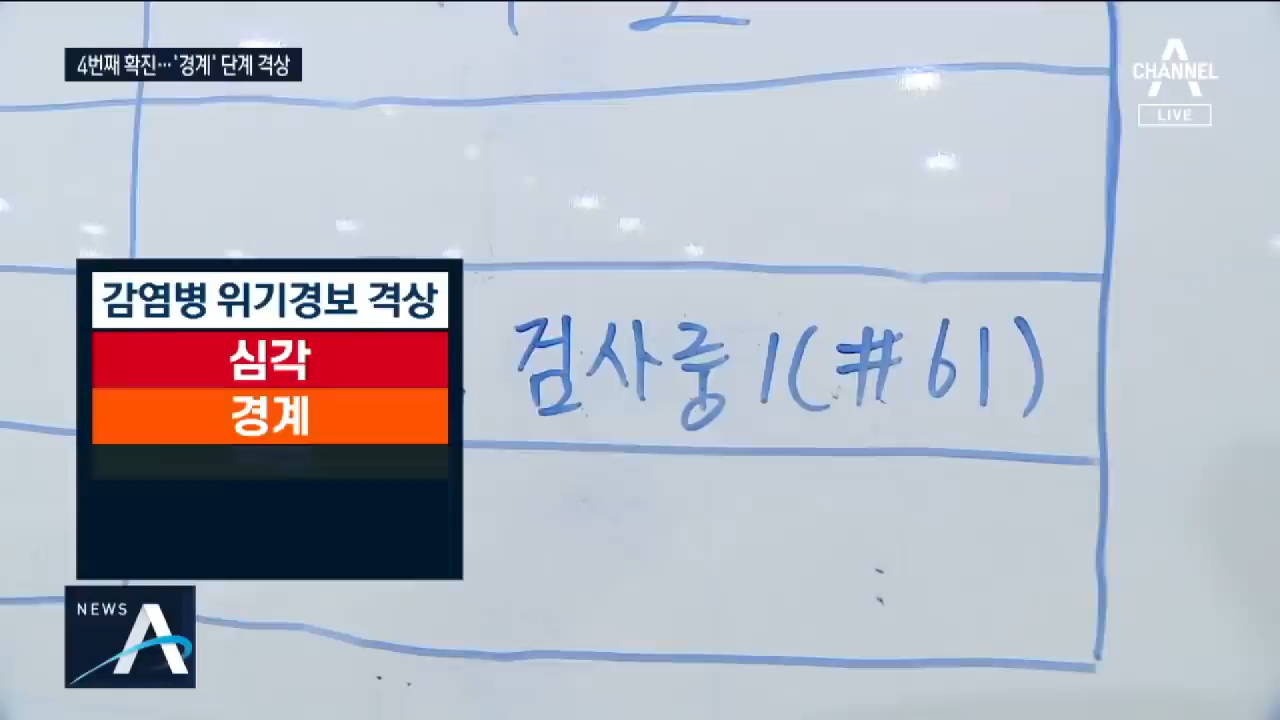 4번째 확진…'경계' 단계 격상
CHANNEL A
LIVE
감염병 위기경보 격상
심각
경계
검사중 1(#61)
NEWS A